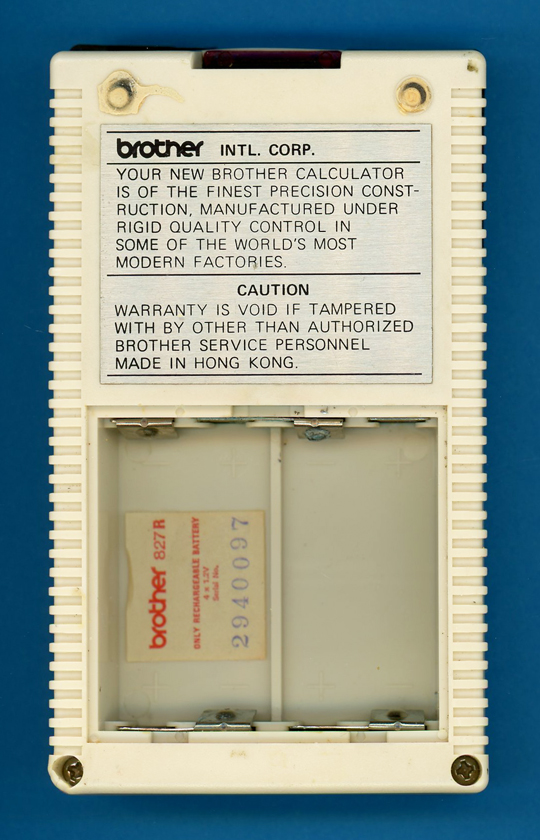 brother INTL. CORP.
YOUR NEW BROTHER CALCULATOR
IS OF THE FINEST PRECISION CONST-
RUCTION, MANUFACTURED UNDER
RIGID QUALITY CONTROL IN
SOME OF THE WORLD'S MOST
MODERN FACTORIES.
CAUTION
WARRANTY IS VOID IF TAMPERED
WITH BY OTHER THAN AUTHORIZED
BROTHER SERVICE PERSONNEL
MADE IN HONG KONG.
brother 827R
ONLY RECHARGEABLE BATTERY
4 x 1.2V
Serial No.
2940097